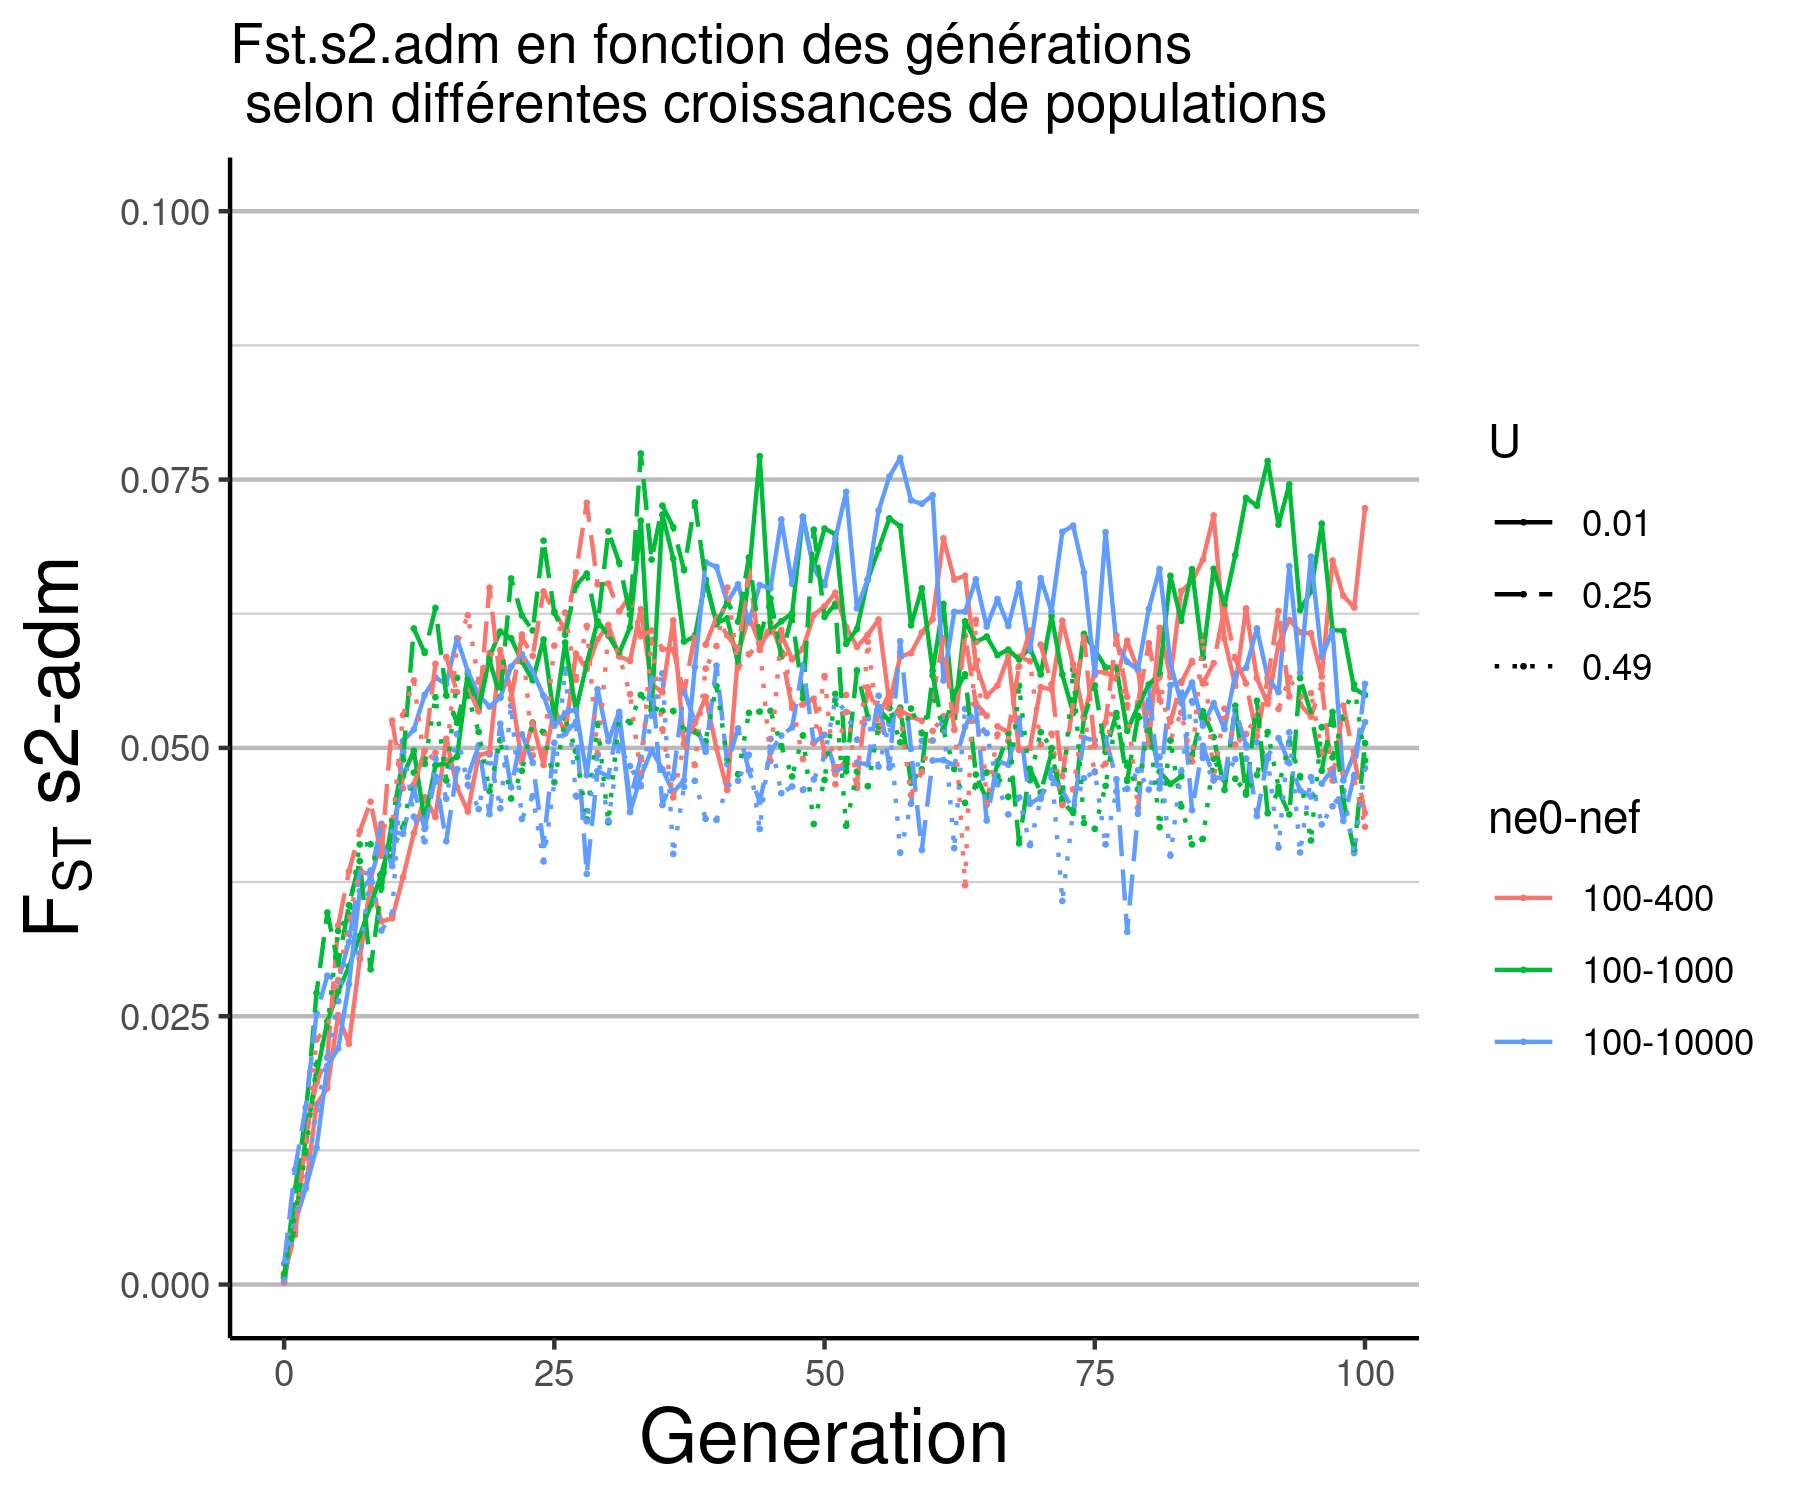 Fst.s2.adm en fonction des générations
selon différentes croissances de populations
FST s2-adm
0.100
0.075
0.050
0.025
0.000
0 25 50 75 100
Generation
U
0.01
0.25
0.49
ne0-nef
100-400
100-1000
100-10000